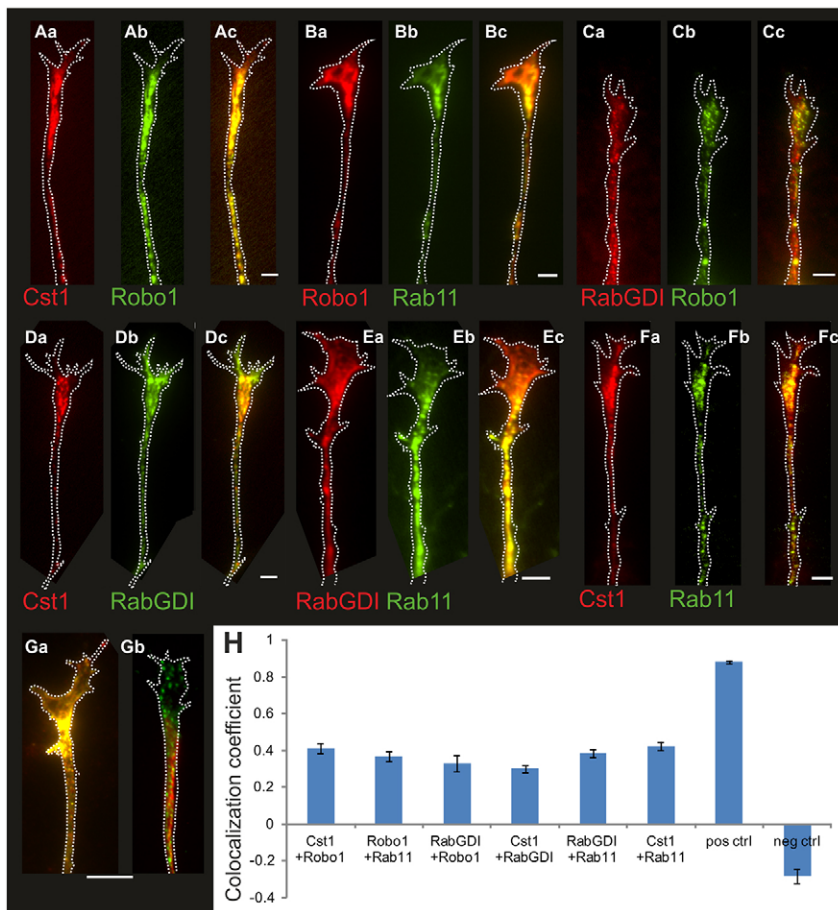 Aa Ab Ac Ba Bb Bc Ca Cb Cc
Cst1 Robo1 Robo1 Rab11 RabGDI Robo1
Da Db Dc Ea Eb Ec Fa Fb Fc
Cst1 RabGDI RabGDI Rab11 Cst1 Rab11
Ga Gb H
Colocalization coefficient
1
0.8
0.6
0.4
0.2
0
-0.2
-0.4
Cst1 +Robo1
Robo1 +Rab11
RabGDI +Robo1
Cst1 +RabGDI
RabGDI +Rab11
Cst1 +Rab11
pos ctrl
neg ctrl